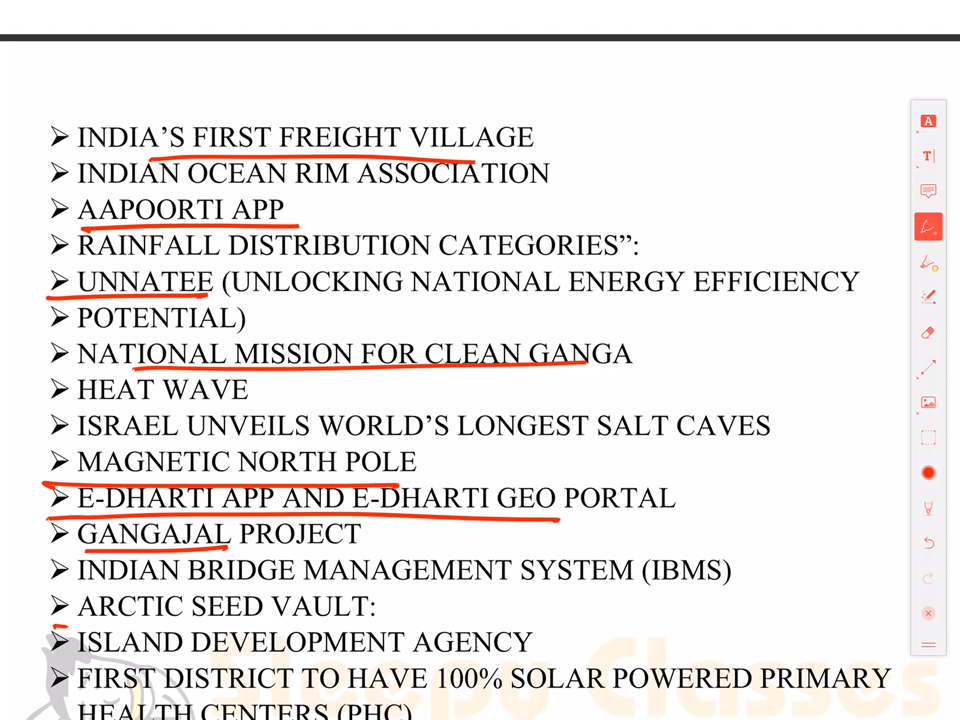 ➢ INDIA’S FIRST FREIGHT VILLAGE
➢ INDIAN OCEAN RIM ASSOCIATION
➢ AAPOORTI APP
➢ RAINFALL DISTRIBUTION CATEGORIES”:
➢ UNNATEE (UNLOCKING NATIONAL ENERGY EFFICIENCY
➢ POTENTIAL)
➢ NATIONAL MISSION FOR CLEAN GANGA
➢ HEAT WAVE
➢ ISRAEL UNVEILS WORLD’S LONGEST SALT CAVES
➢ MAGNETIC NORTH POLE
➢ E-DHARTI APP AND E-DHARTI GEO PORTAL
➢ GANGAJAL PROJECT
➢ INDIAN BRIDGE MANAGEMENT SYSTEM (IBMS)
➢ ARCTIC SEED VAULT:
➢ ISLAND DEVELOPMENT AGENCY
➢ FIRST DISTRICT TO HAVE 100% SOLAR POWERED PRIMARY
HEALTH CENTERS (PHC)
Sleepy Classes
A
T